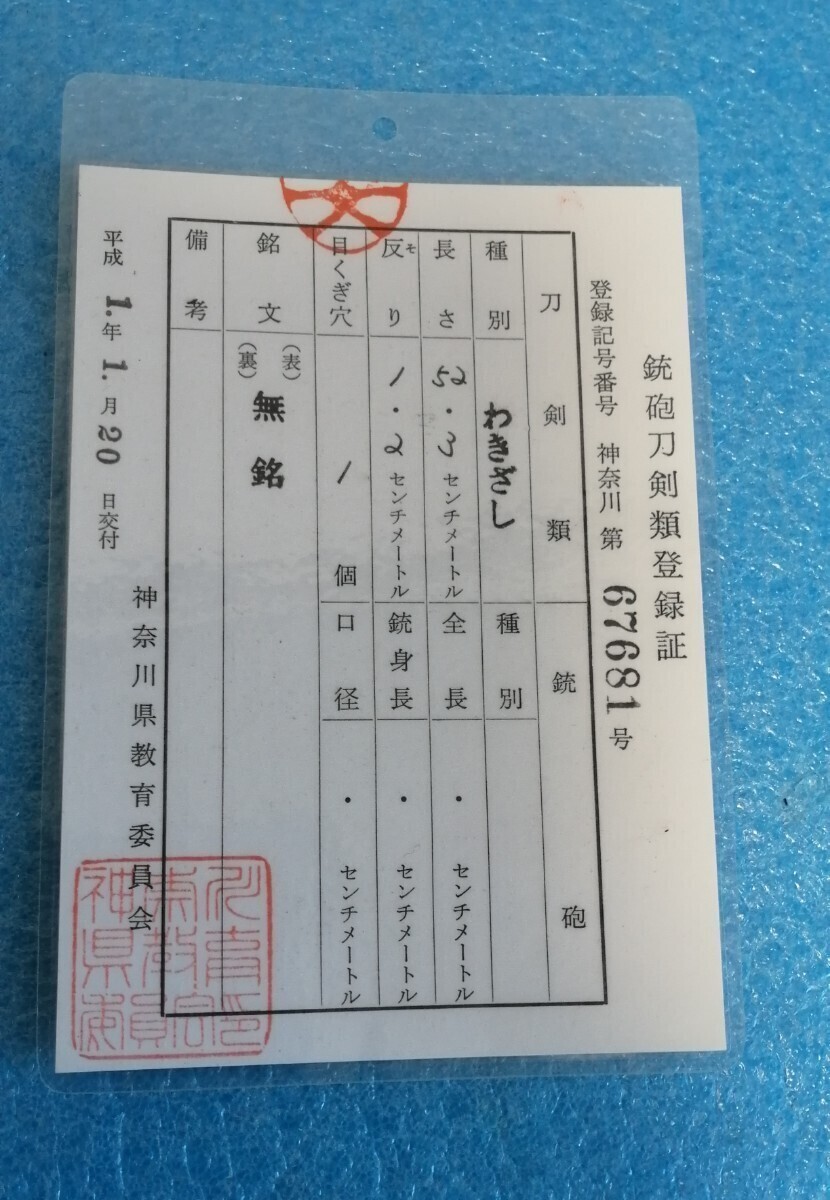 銃砲刀剣類登録証
登録記号番号 神奈川 第 67681 号
刀剣類
種別 わきざし
長さ 52・3 センチメートル
反り モ 1・2 センチメートル
目くぎ穴 1 個
銘文 (表) (裏) 無銘
備考
銃砲
種別
全長 ・ センチメートル
銃身長 ・ センチメートル
口径 ・ センチメートル
平成 1.年 1.月 20 日交付
神奈川県教育委員会